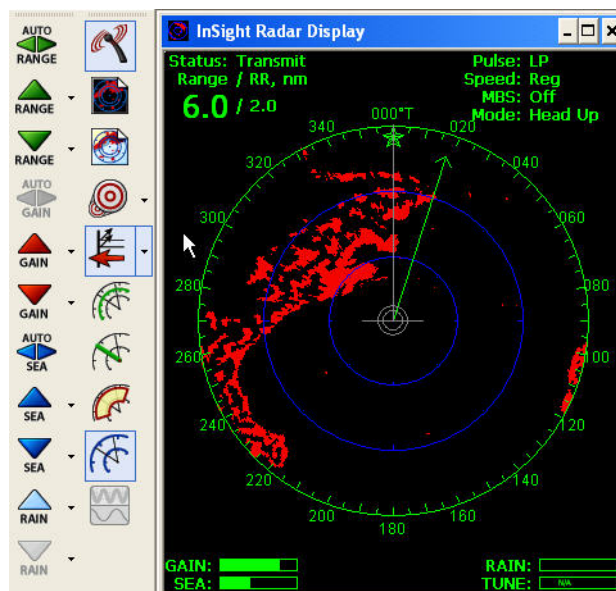 AUTO
RANGE
RANGE
RANGE
AUTO
GAIN
GAIN
GAIN
AUTO
SEA
SEA
SEA
RAIN
RAIN
InSight Radar Display
Status: Transmit
Range / RR, nm
6.0 / 2.0
Pulse: LP
Speed: Reg
MBS: Off
Mode: Head Up
000°T
020
040
060
080
100
120
140
160
180
200
220
240
260
280
300
320
340
GAIN:
SEA:
RAIN:
TUNE: N/A